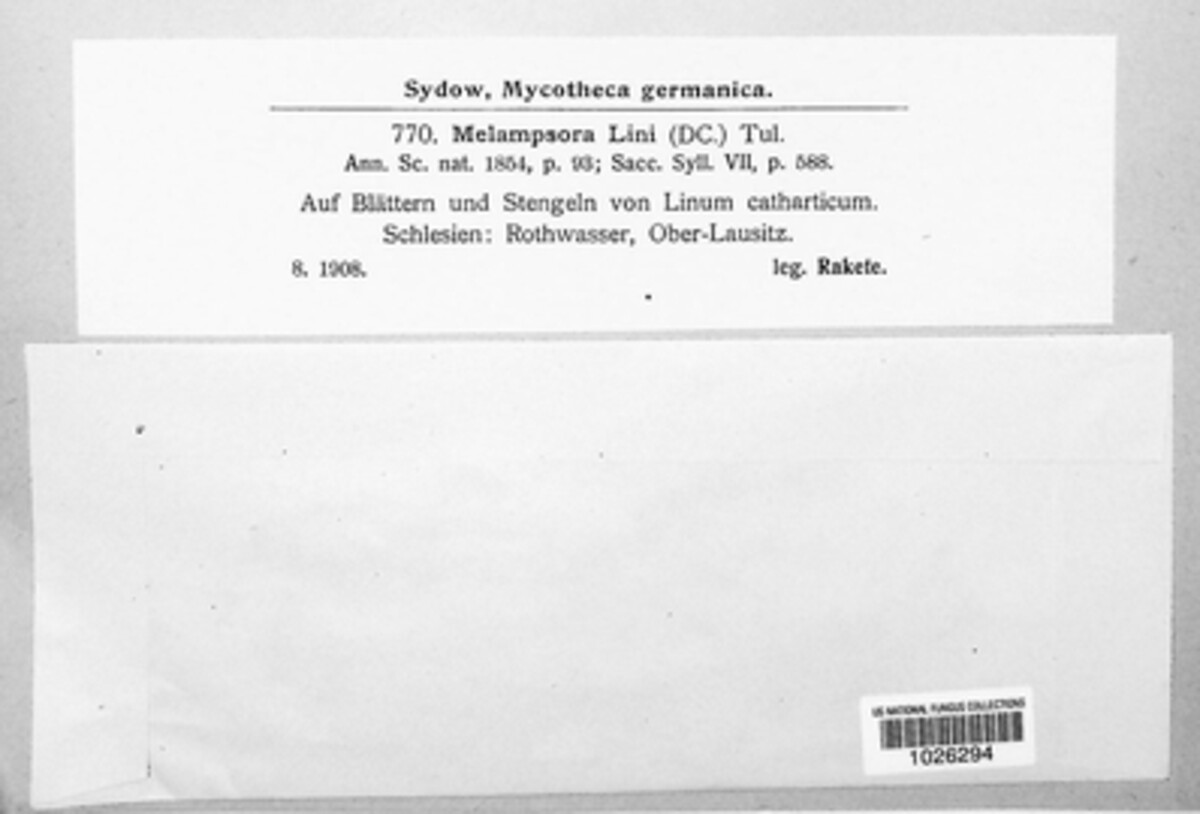 Sydow, Mycotheca germanica.
770. Melampsora Lini (DC.) Tul.
Ann. Sc. nat. 1854, p. 93; Sacc. Syll. VII, p. 588.
Auf Blättern und Stengeln von Linum catharticum.
Schlesien: Rothwasser, Ober-Lausitz.
8. 1908. leg. Rakete.
US NATIONAL FUNGUS COLLECTIONS
1026294